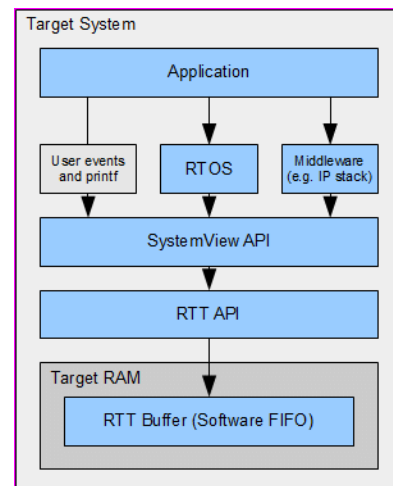 Target System
Application
User events
and printf
RTOS
Middleware
(e.g. IP stack)
SystemView API
RTT API
Target RAM
RTT Buffer (Software FIFO)